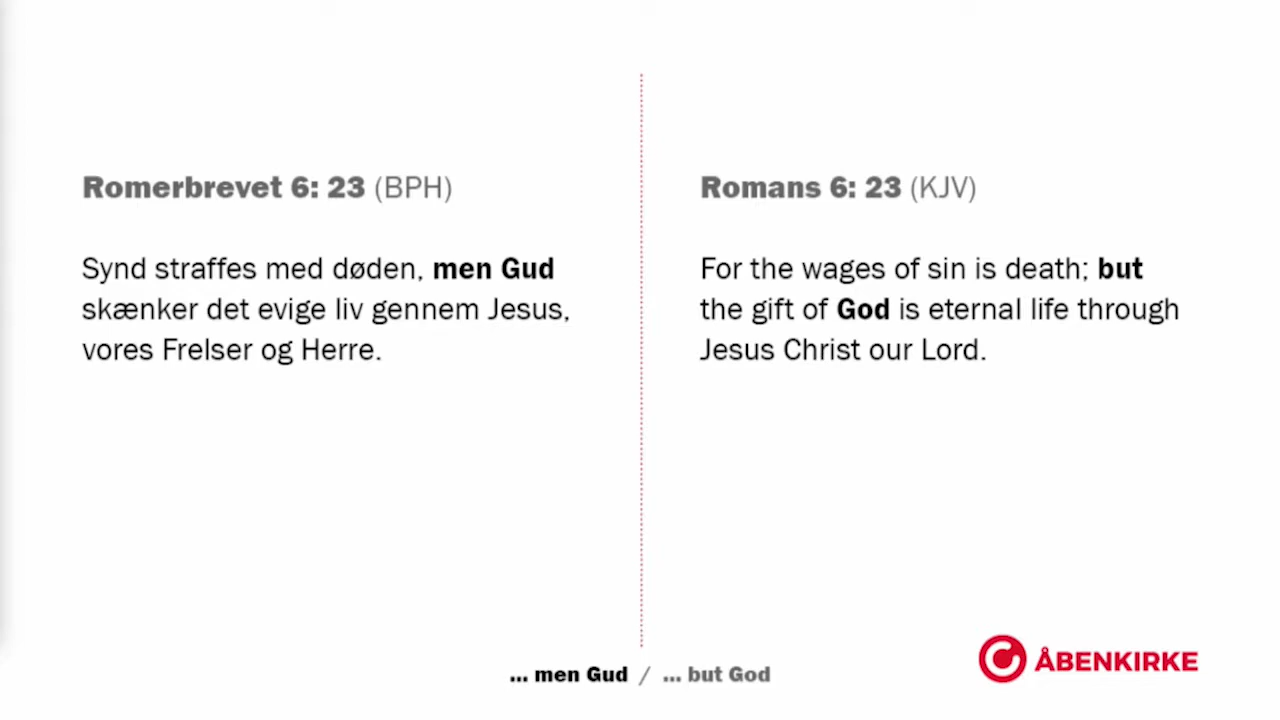 Romerbrevet 6: 23 (BPH)
Synd straffes med døden, men Gud
skænker det evige liv gennem Jesus,
vores Frelser og Herre.
Romans 6: 23 (KJV)
For the wages of sin is death; but
the gift of God is eternal life through
Jesus Christ our Lord.
... men Gud / ... but God
ÅBENKIRKE